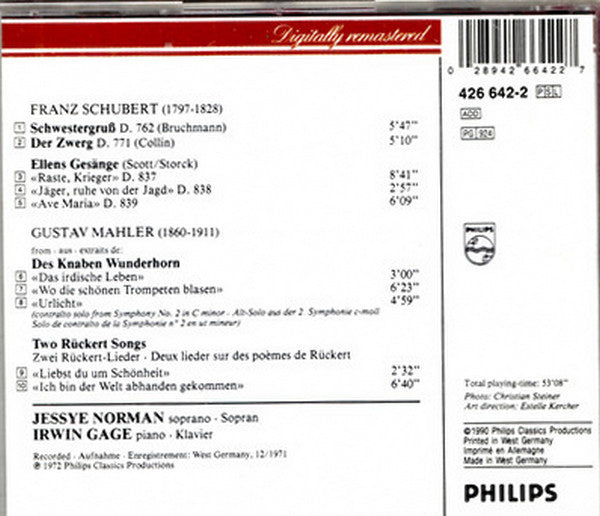 Digitally remastered
0 28942 66422 7
426 642-2 PSL
ADD
PG 924
FRANZ SCHUBERT (1797-1828)
1 Schwestergruß D. 762 (Bruchmann) 5'47"
2 Der Zwerg D. 771 (Collin) 5'10"
Ellens Gesänge (Scott/Storck)
3 «Raste, Krieger» D. 837 8'41"
4 «Jäger, ruhe von der Jagd» D. 838 2'57"
5 «Ave Maria» D. 839 6'09"
GUSTAV MAHLER (1860-1911)
from - aus - extraits de:
Des Knaben Wunderhorn
6 «Das irdische Leben» 3'00"
7 «Wo die schönen Trompeten blasen» 6'23"
8 «Urlicht» 4'59"
(contralto solo from Symphony No. 2 in C minor - Alt-Solo aus der 2. Symphonie c-moll
Solo de contralto de la Symphonie n° 2 en ut mineur)
Two Rückert Songs
Zwei Rückert-Lieder · Deux lieder sur des poèmes de Rückert
9 «Liebst du um Schönheit» 2'32"
10 «Ich bin der Welt abhanden gekommen» 6'40"
JESSYE NORMAN soprano · Sopran
IRWIN GAGE piano · Klavier
Recorded · Aufnahme · Enregistrement: West Germany, 12/1971
℗ 1972 Philips Classics Productions
PHILIPS
Total playing-time: 53'08"
Photo: Christian Steiner
Art direction: Estelle Kercher
©1990 Philips Classics Productions
Printed in West Germany
Imprimé en Allemagne
Made in West Germany
PHILIPS